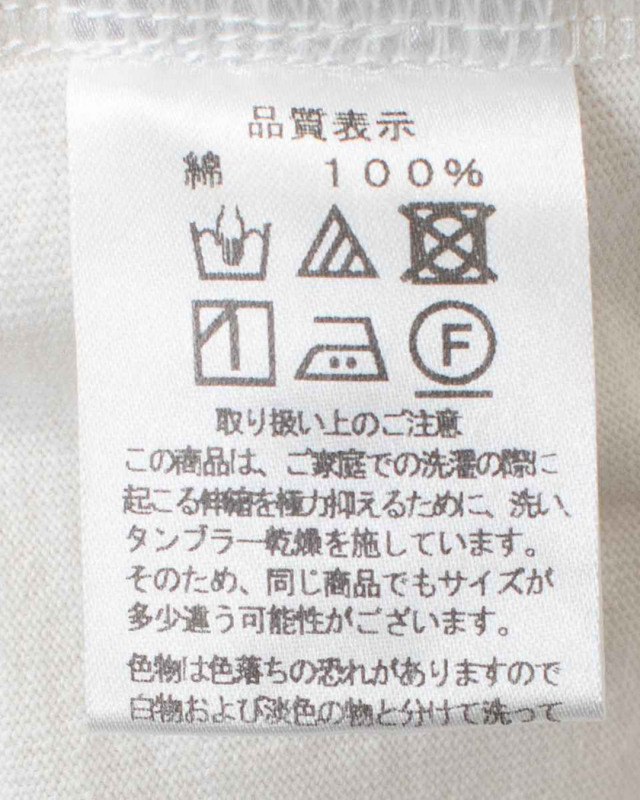 品質表示
綿　　１００％
F
取り扱い上のご注意
この商品は、ご家庭での洗濯の際に
起こる伸縮を極力抑えるために、洗い、
タンブラー乾燥を施しています。
そのため、同じ商品でもサイズが
多少違う可能性がございます。
色物は色落ちの恐れがありますので
白物および淡色の物と分けて洗って